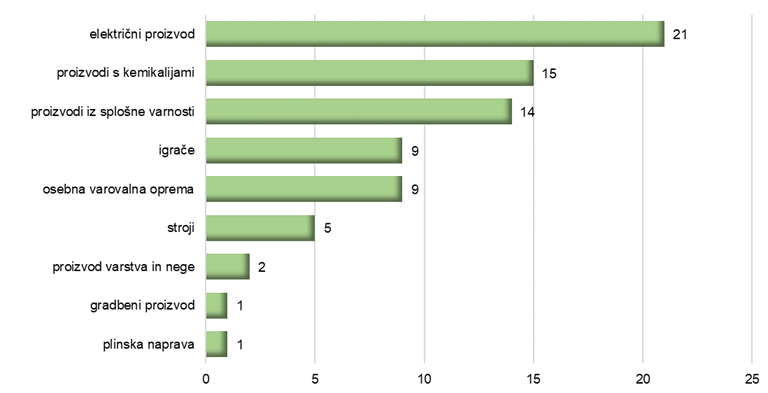 električni proizvod 21
proizvodi s kemikalijami 15
proizvodi iz splošne varnosti 14
igrače 9
osebna varovalna oprema 9
stroji 5
proizvod varstva in nege 2
gradbeni proizvod 1
plinska naprava 1
0 5 10 15 20 25